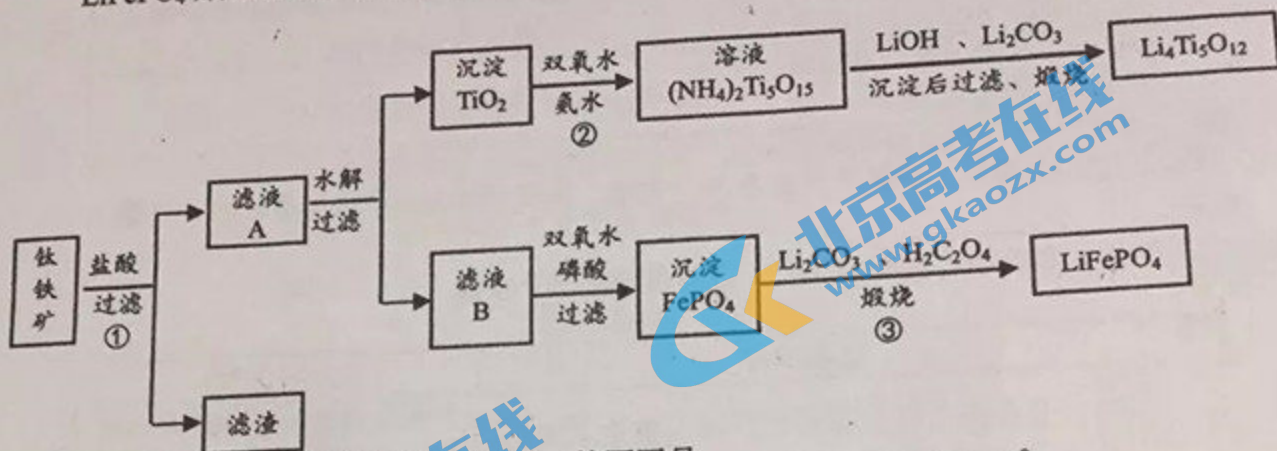 沉淀
TiO₂
双氧水
氨水
②
溶液
(NH₄)₂Ti₅O₁₅
LiOH 、Li₂CO₃
沉淀后过滤、煅烧
Li₄Ti₅O₁₂
钛
铁
矿
盐酸
过滤
①
滤液
A
水解
过滤
滤液
B
双氧水
磷酸
过滤
沉淀
FePO₄
Li₂CO₃ 、H₂C₂O₄
煅烧
③
LiFePO₄
滤渣
北京高考在线
www.gkaozx.com
在线